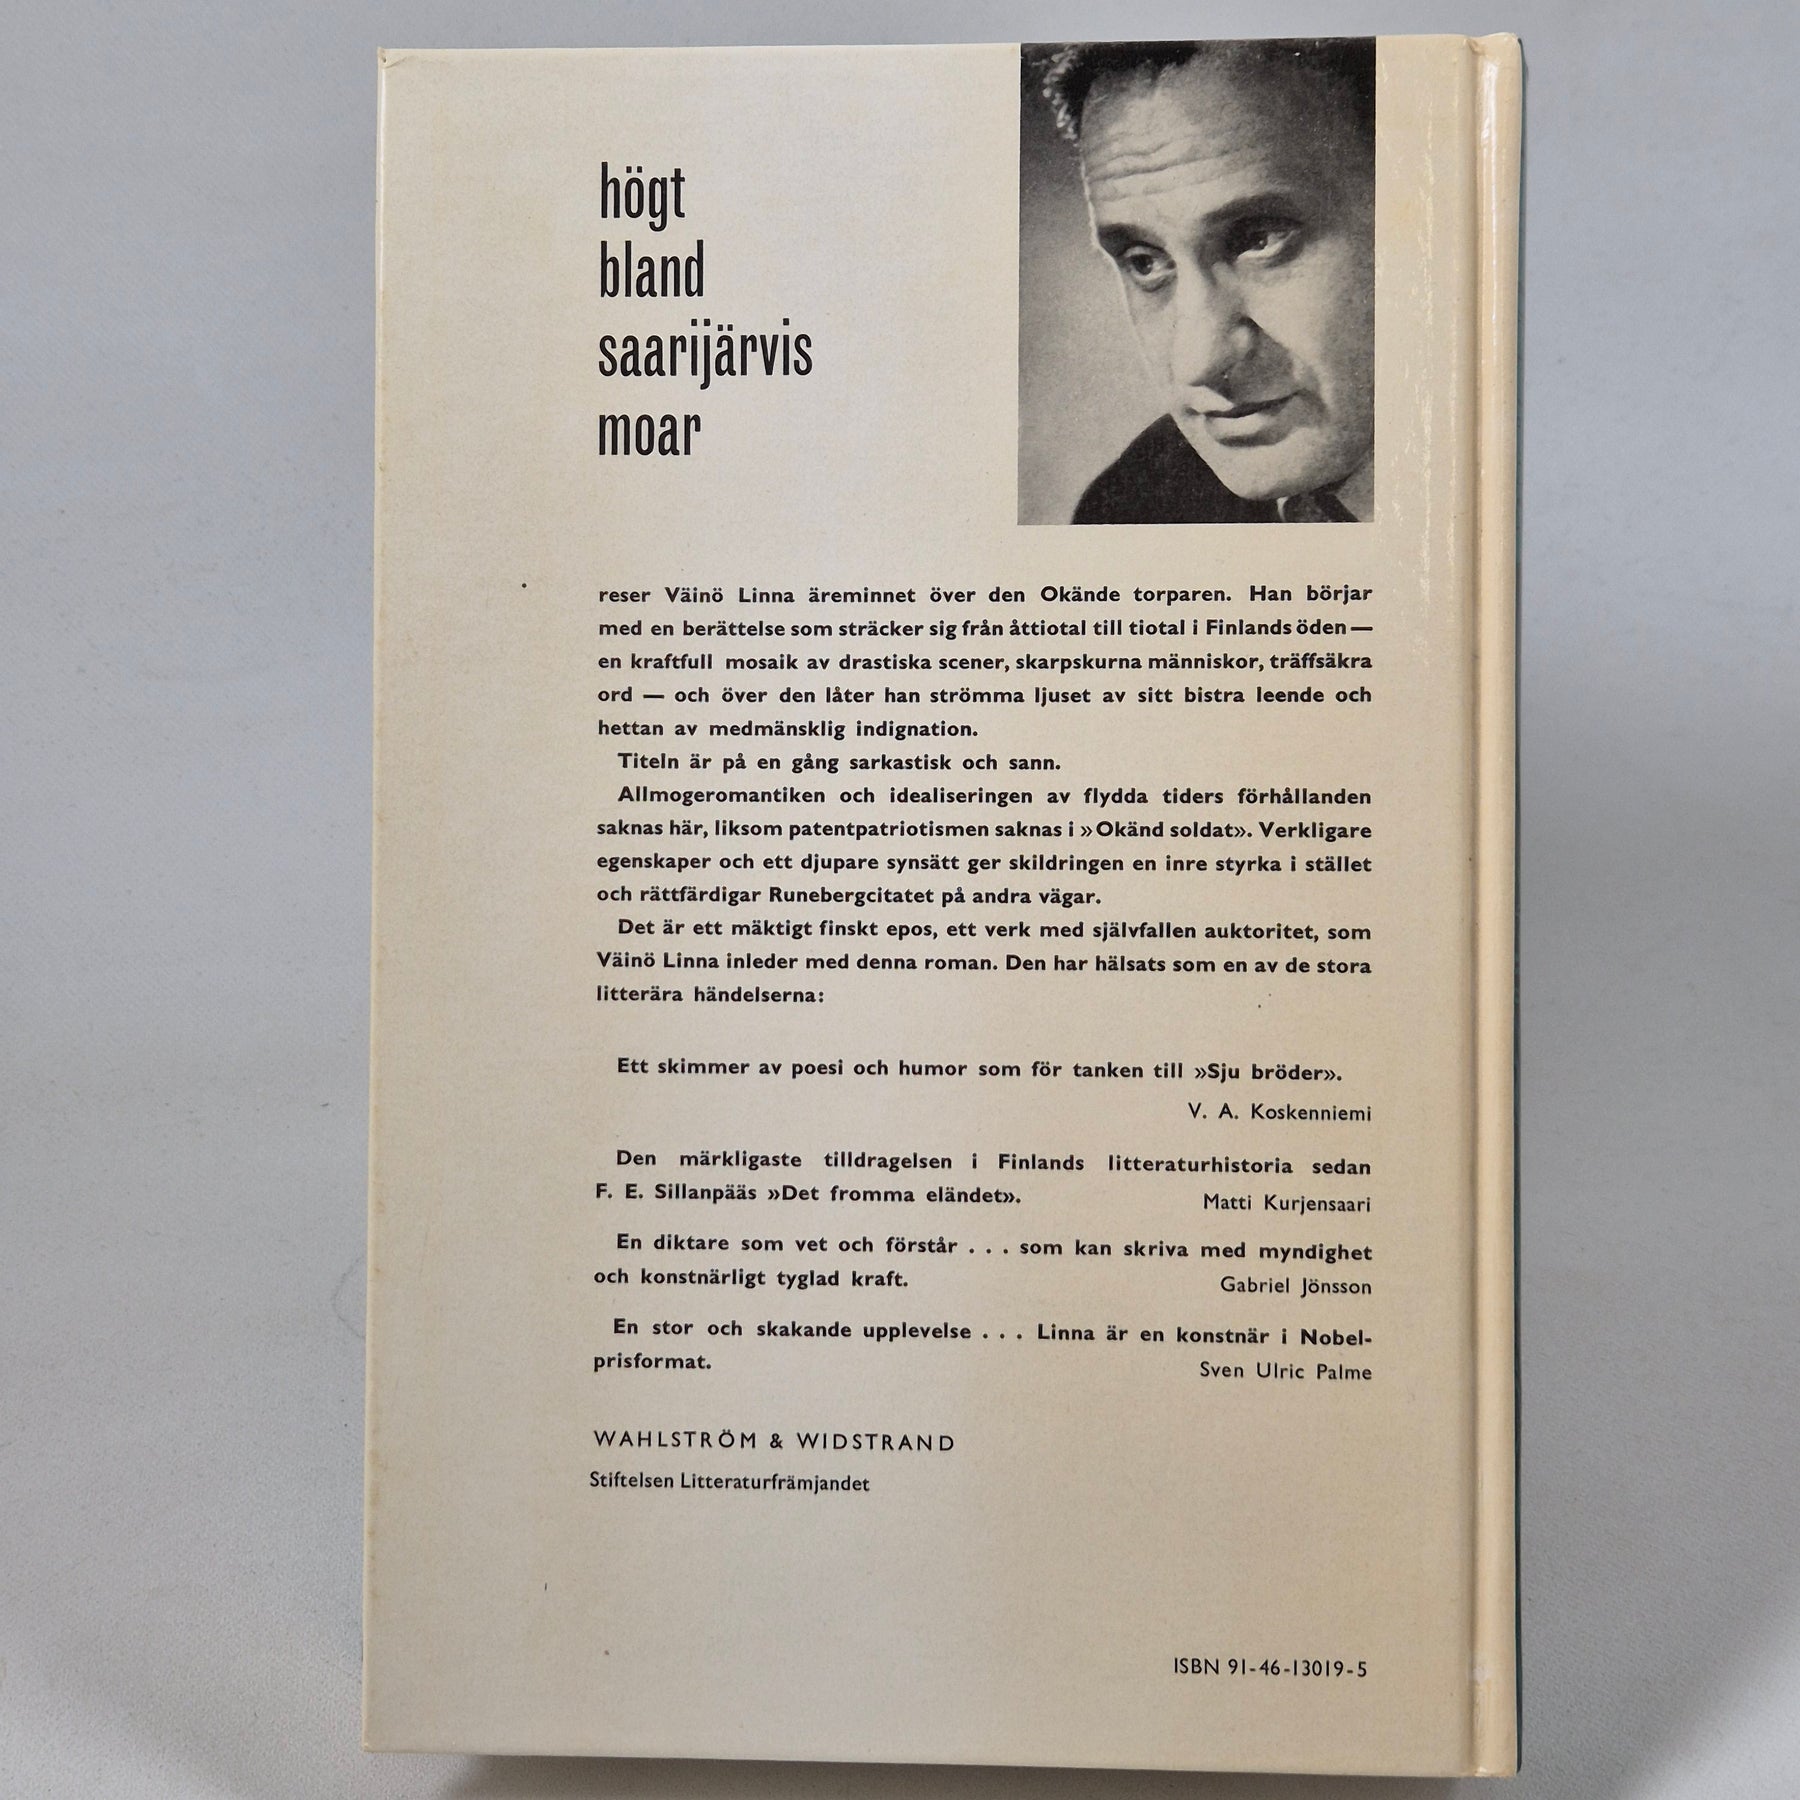 högt
bland
saarijärvis
moar
reser Väinö Linna äreminnet över den Okände torparen. Han börjar
med en berättelse som sträcker sig från åttiotal till tiotal i Finlands öden —
en kraftfull mosaik av drastiska scener, skarpskurna människor, träffsäkra
ord — och över den låter han strömma ljuset av sitt bistra leende och
hettan av medmänsklig indignation.
Titeln är på en gång sarkastisk och sann.
Allmogeromantiken och idealiseringen av flydda tiders förhållanden
saknas här, liksom patentpatriotismen saknas i »Okänd soldat». Verkligare
egenskaper och ett djupare synsätt ger skildringen en inre styrka i stället
och rättfärdigar Runebergcitatet på andra vägar.
Det är ett mäktigt finskt epos, ett verk med självfallen auktoritet, som
Väinö Linna inleder med denna roman. Den har hälsats som en av de stora
litterära händelserna:
Ett skimmer av poesi och humor som för tanken till »Sju bröder».
V. A. Koskenniemi
Den märkligaste tilldragelsen i Finlands litteraturhistoria sedan
F. E. Sillanpääs »Det fromma eländet». Matti Kurjensaari
En diktare som vet och förstår . . . som kan skriva med myndighet
och konstnärligt tyglad kraft. Gabriel Jönsson
En stor och skakande upplevelse . . . Linna är en konstnär i Nobel-
prisformat. Sven Ulric Palme
WAHLSTRÖM & WIDSTRAND
Stiftelsen Litteraturfrämjandet
ISBN 91-46-13019-5